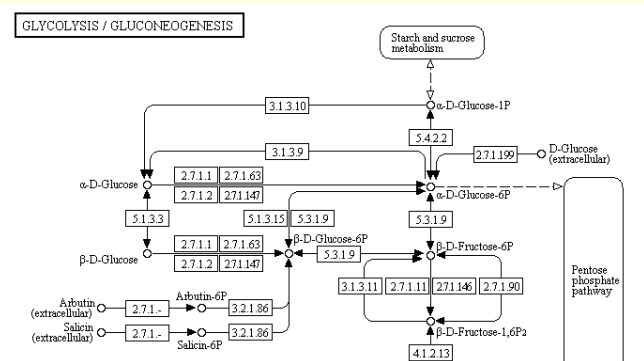 GLYCOLYSIS / GLUCONEOGENESIS
Starch and sucrose
metabolism
3.1.3.10
α-D-Glucose-1P
5.4.2.2
3.1.3.9
2.7.1.199
D-Glucose
(extracellular)
α-D-Glucose
2.7.1.1
2.7.1.63
2.7.1.2
2.7.1.147
α-D-Glucose-6P
5.1.3.3
5.1.3.15
5.3.1.9
5.3.1.9
β-D-Glucose-6P
β-D-Fructose-6P
β-D-Glucose
2.7.1.1
2.7.1.63
2.7.1.2
2.7.1.147
5.3.1.9
3.1.3.11
2.7.1.11
2.7.1.146
2.7.1.90
Pentose
phosphate
pathway
Arbutin
(extracellular)
2.7.1.-
Arbutin-6P
3.2.1.86
Salicin
(extracellular)
2.7.1.-
Salicin-6P
3.2.1.86
β-D-Fructose-1,6P2
4.1.2.13